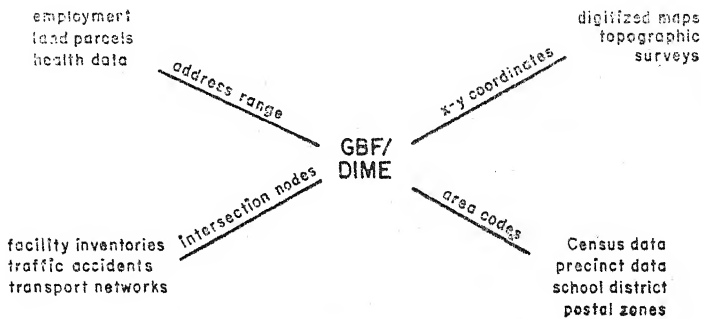 employment
land parcels
health data
address range
digitized maps
topographic
surveys
x-y coordinates
GBF/
DIME
intersection nodes
facility inventories
traffic accidents
transport networks
area codes
Census data
precinct data
school district
postal zones